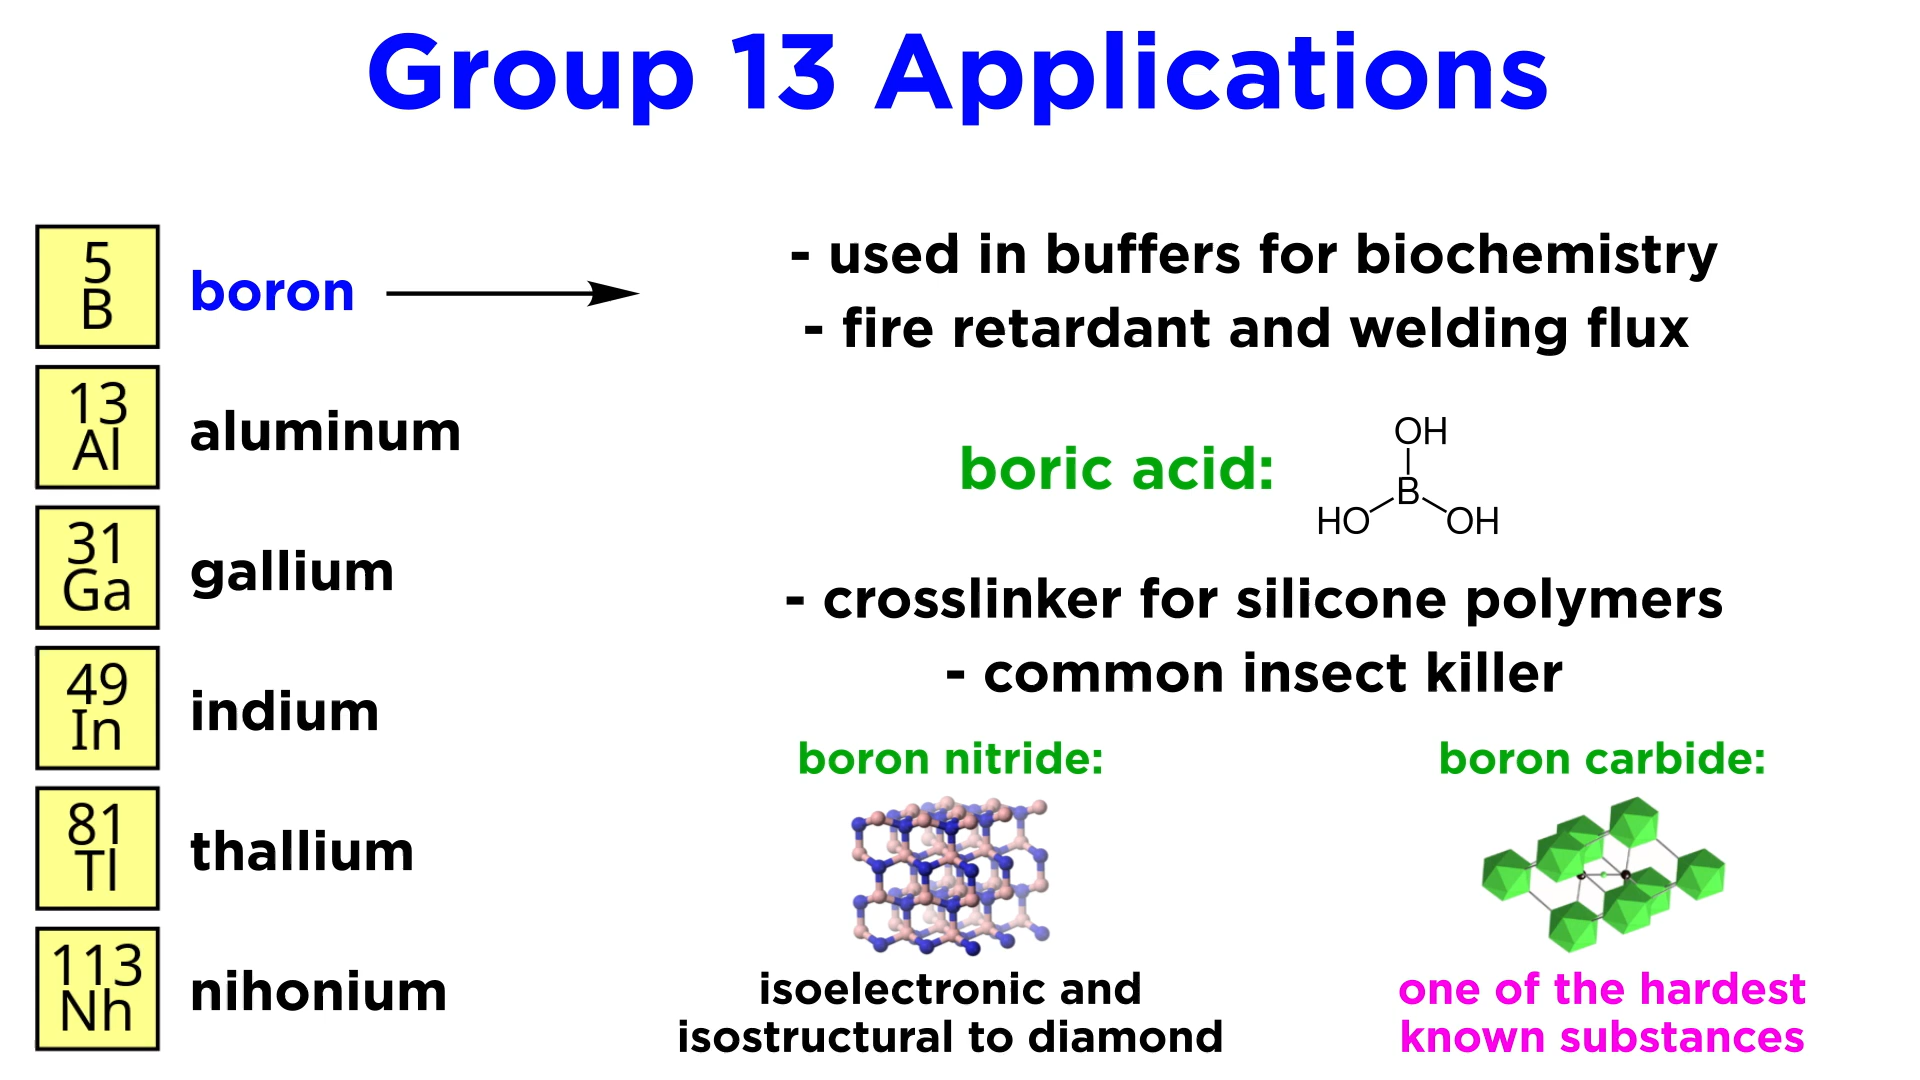 Group 13 Applications
5
B
boron
- used in buffers for biochemistry
- fire retardant and welding flux
13
Al
aluminum
boric acid:
OH
B
HO
OH
31
Ga
gallium
- crosslinker for silicone polymers
- common insect killer
49
In
indium
boron nitride:
boron carbide:
81
Tl
thallium
113
Nh
nihonium
isoelectronic and
isostructural to diamond
one of the hardest
known substances